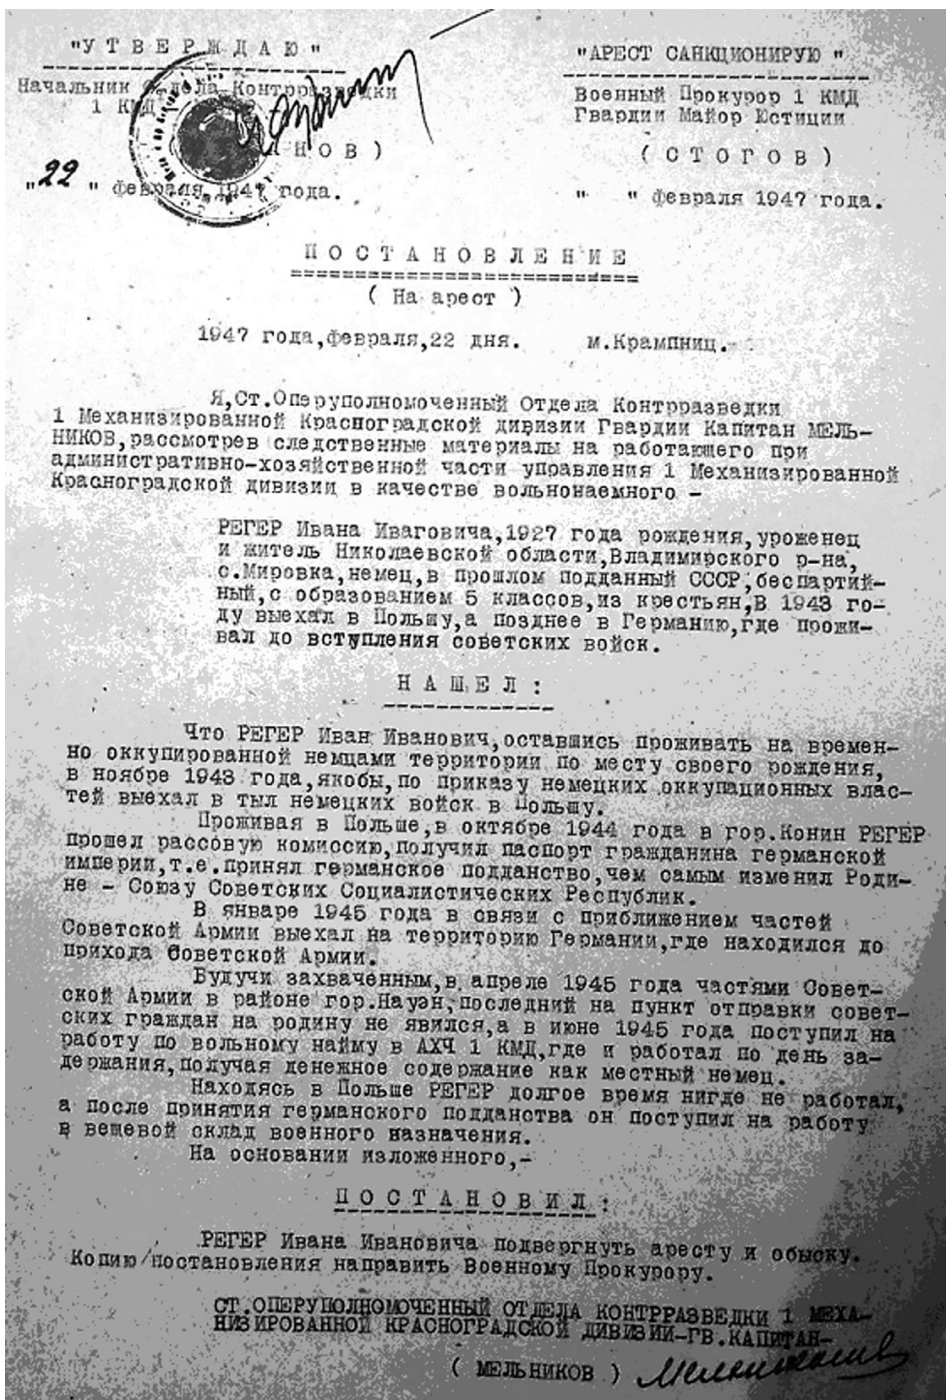 "УТВЕРЖДАЮ"
Начальник Отдела Контрразведки
1 КМД
АНОВ)
"22" февраля 1947 года.
"АРЕСТ САНКЦИОНИРУЮ"
Военный Прокурор 1 КМД
Гвардии Майор Юстиции
(СТОГОВ)
" " февраля 1947 года.
ПОСТАНОВЛЕНИЕ
(На арест)
1947 года,февраля,22 дня. м.Крампниц.-
Я,Ст.Оперуполномоченный Отдела Контрразведки
1 Механизированной Красноградской дивизии Гвардии Капитан МЕЛЬ-
НИКОВ,рассмотрев следственные материалы на работающего при
административно-хозяйственной части управления 1 Механизированной
Красноградской дивизии в качестве вольнонаемного -
РЕГЕР Ивана Иваговича,1927 года рождения,уроженец
и житель Николаевской области,Владимирского р-на,
с.Мировка,немец,в прошлом подданный СССР,беспартий-
ный,с образованием 5 классов,из крестьян,В 1943 го-
ду выехал в Польшу,а позднее в Германию,где прожи-
вал до вступления советских войск.
НАШЕЛ:
Что РЕГЕР Иван Иванович,оставшись проживать на времен-
но оккупированной немцами территории по месту своего рождения,
в ноябре 1943 года,якобы,по приказу немецких оккупационных влас-
тей выехал в тыл немецких войск в Польшу.
Проживая в Польше,в октябре 1944 года в гор.Конин РЕГЕР
прошел рассовую комиссию,получил паспорт гражданина германской
империи,т.е.принял германское подданство,чем самым изменил Роди-
не - Союзу Советских Социалистических Республик.
В январе 1945 года в связи с приближением частей
Советской Армии выехал на территорию Германии,где находился до
прихода Советской Армии.
Будучи захваченным,в апреле 1945 года частями Совет-
ской Армии в районе гор.Науэн,последний на пункт отправки совет-
ских граждан на родину не явился,а в июне 1945 года поступил на
работу по вольному найму в АХЧ 1 КМД,где и работал по день за-
держания,получая денежное содержание как местный немец.
Находясь в Польше РЕГЕР долгое время нигде не работал,
а после принятия германского подданства он поступил на работу
в вещевой склад военного назначения.
На основании изложенного,-
ПОСТАНОВИЛ:
РЕГЕР Ивана Ивановича подвергнуть аресту и обыску.
Копию постановления направить Военному Прокурору.
СТ.ОПЕРУПОЛНОМОЧЕННЫЙ ОТДЕЛА КОНТРРАЗВЕДКИ 1 МЕХА-
НИЗИРОВАННОЙ КРАСНОГРАДСКОЙ ДИВИЗИИ-ГВ.КАПИТАН-
(МЕЛЬНИКОВ) Мельников